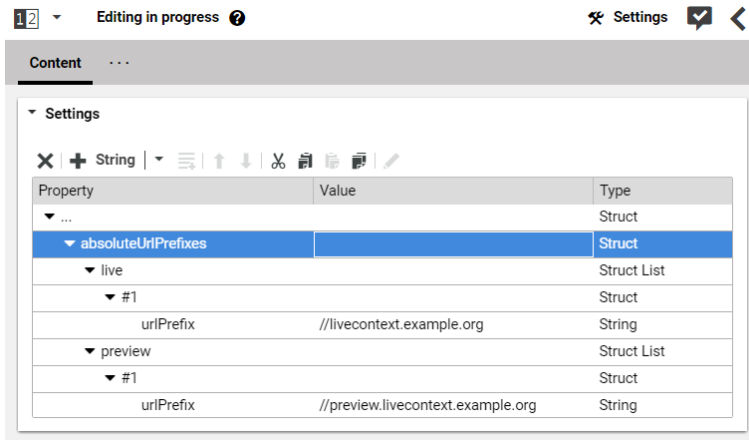 12 Editing in progress ? Settings
Content ...
Settings
String
Property Value Type
... Struct
absoluteUrlPrefixes Struct
live Struct List
#1 Struct
urlPrefix //livecontext.example.org String
preview Struct List
#1 Struct
urlPrefix //preview.livecontext.example.org String